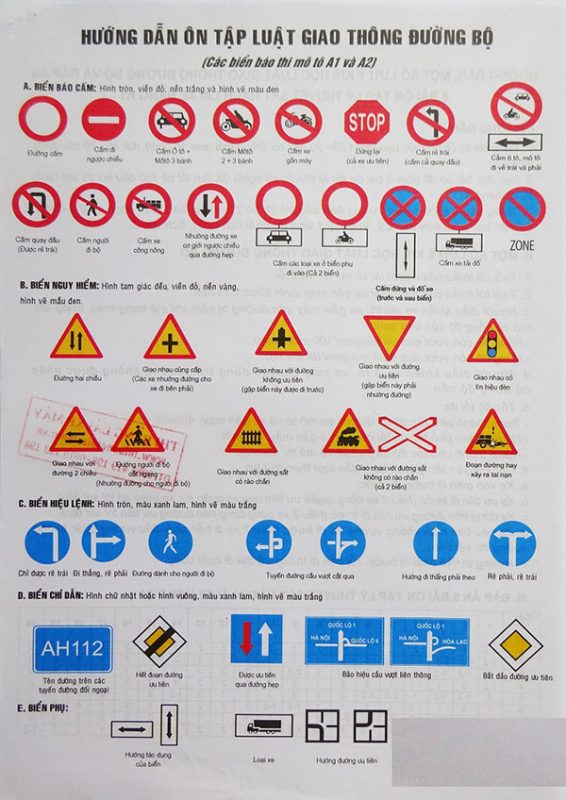 HƯỚNG DẪN ÔN TẬP LUẬT GIAO THÔNG ĐƯỜNG BỘ
(Các biển báo thi mô tô A1 và A2)
A. BIỂN BÁO CẤM: Hình tròn, viền đỏ, nền trắng và hình vẽ màu đen
STOP
Đường cấm
Cấm đi
ngược chiều
Cấm Ô tô +
Môtô 3 bánh
Cấm Môtô
2 + 3 bánh
Cấm xe
gắn máy
Dừng lại
(cả xe ưu tiên)
Cấm rẽ trái
(cấm cả quay đầu)
Cấm ô tô, mô tô
đi về trái và phải
Cấm quay đầu
(Được rẽ trái)
Cấm người
đi bộ
Cấm xe
công nông
Nhường đường xe
cơ giới ngược chiều
qua đường hẹp
Cấm các loại xe ở biển phụ
đi vào (Cả 2 biển)
Cấm dừng và đỗ xe
(trước và sau biển)
Cấm xe tải đỗ
ZONE
B. BIỂN NGUY HIỂM: Hình tam giác đều, viền đỏ, nền vàng,
hình vẽ mầu đen.
Đường hai chiều
Giao nhau cùng cấp
(Các xe nhường đường cho
xe đi bên phải)
Giao nhau với đường
không ưu tiên
(gặp biển này được đi trước)
Giao nhau với đường
ưu tiên
(gặp biển này phải
nhường đường)
Giao nhau có
tín hiệu đèn
Giao nhau với
đường 2 chiều
Đường người đi bộ
cắt ngang
(Nhường đường cho người đi bộ)
Giao nhau với đường sắt
có rào chắn
Giao nhau với đường sắt
không có rào chắn
(cả 2 biển)
Đoạn đường hay
xảy ra tai nạn
C. BIỂN HIỆU LỆNH: Hình tròn, màu xanh lam, hình vẽ màu trắng
Chỉ được rẽ trái
Đi thẳng, rẽ phải
Đường dành cho người đi bộ
Tuyến đường cầu vượt cắt qua
Hướng đi thẳng phải theo
Rẽ phải, rẽ trái
D. BIỂN CHỈ DẪN: Hình chữ nhật hoặc hình vuông, màu xanh lam, hình vẽ màu trắng
AH112
QUỐC LỘ 1
HÀ NỘI
QUỐC LỘ 6
QUỐC LỘ 1
HÀ NỘI
HOA LAC
Tên đường trên các
tuyến đường đối ngoại
Hết đoạn đường
ưu tiên
Được ưu tiên
qua đường hẹp
Báo hiệu cầu vượt liên thông
Bắt đầu đường ưu tiên
E. BIỂN PHỤ:
Hướng tác dụng
của biển
Loại xe
Hướng đường ưu tiên